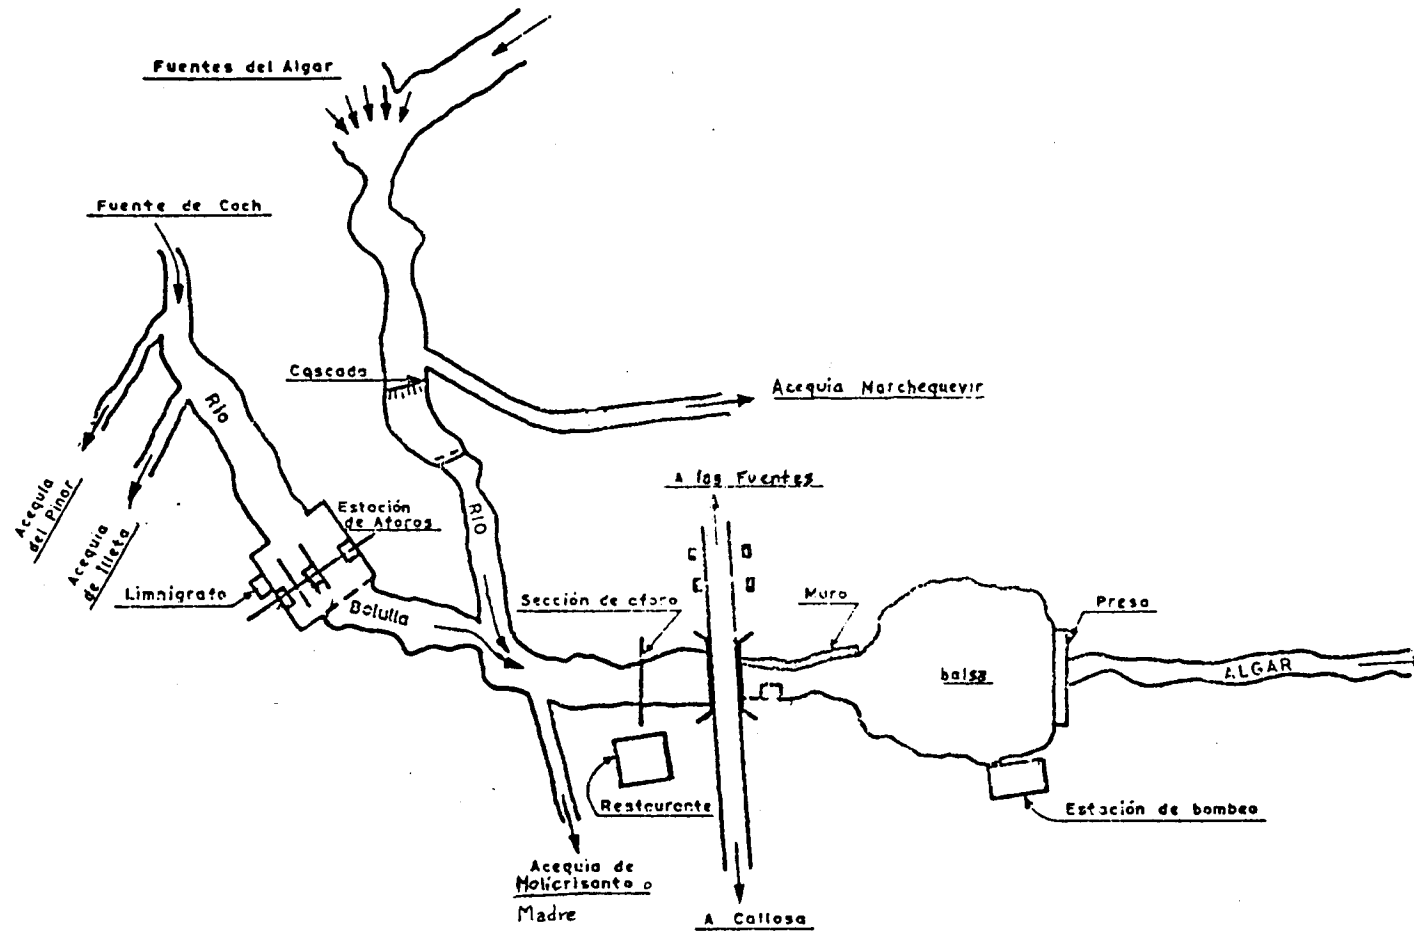 Fuentes del Algar
Fuente de Coch
Cascada
Acequia Marchequevir
A las Fuentes
RÍO
Acequia
del Pinar
Acequia
de Illeta
Estación
de Aforos
RÍO
Limnigrafo
Bolulla
Sección de aforo
Muro
Presa
balsa
ALGAR
Restaurante
Estación de bombeo
Acequia de
Molicrisanto o
Madre
A Callosa